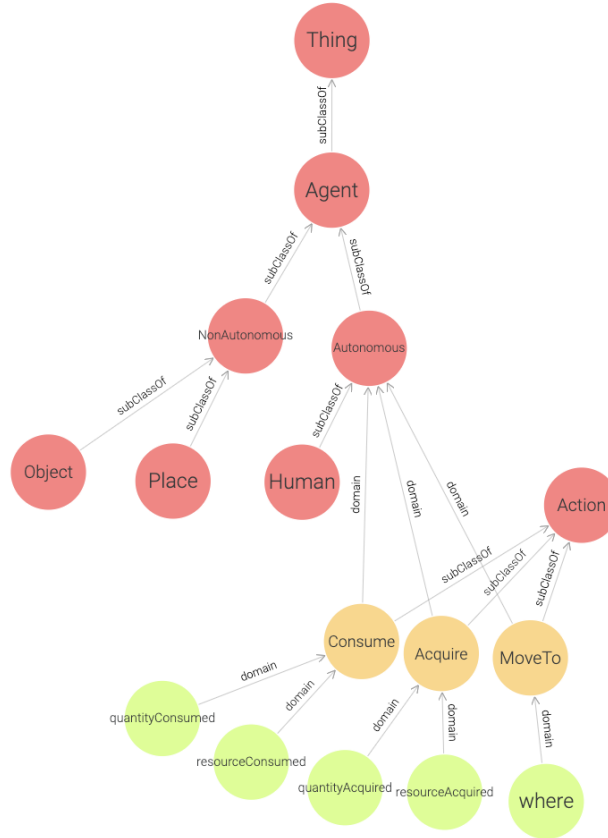 Thing
subClassOf
Agent
subClassOf
subClassOf
NonAutonomous
Autonomous
subClassOf
subClassOf
subClassOf
Object
Place
Human
domain
domain
domain
Action
subClassOf
subClassOf
subClassOf
Consume
Acquire
MoveTo
domain
domain
domain
domain
domain
quantityConsumed
resourceConsumed
quantityAcquired
resourceAcquired
where